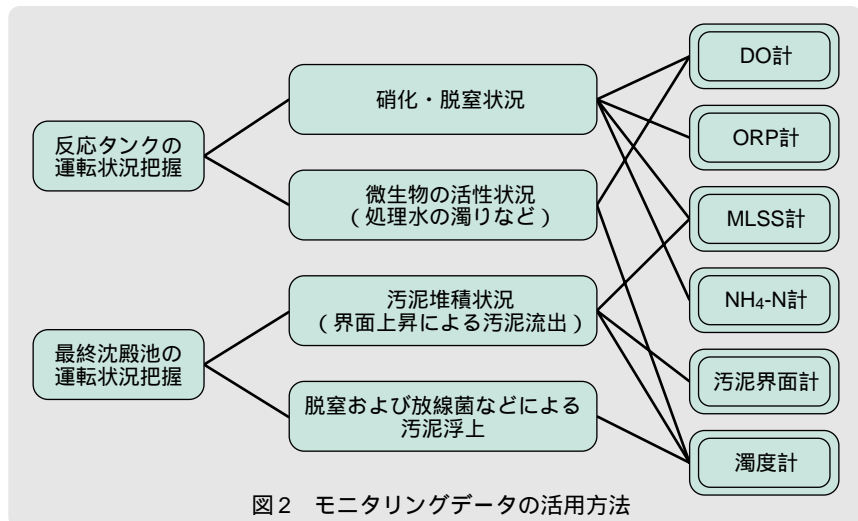 反応タンクの
運転状況把握
最終沈殿池の
運転状況把握
硝化・脱窒状況
微生物の活性状況
（処理水の濁りなど）
汚泥堆積状況
（界面上昇による汚泥流出）
脱窒および放線菌などによる
汚泥浮上
DO計
ORP計
MLSS計
NH₄-N計
汚泥界面計
濁度計
図2 モニタリングデータの活用方法